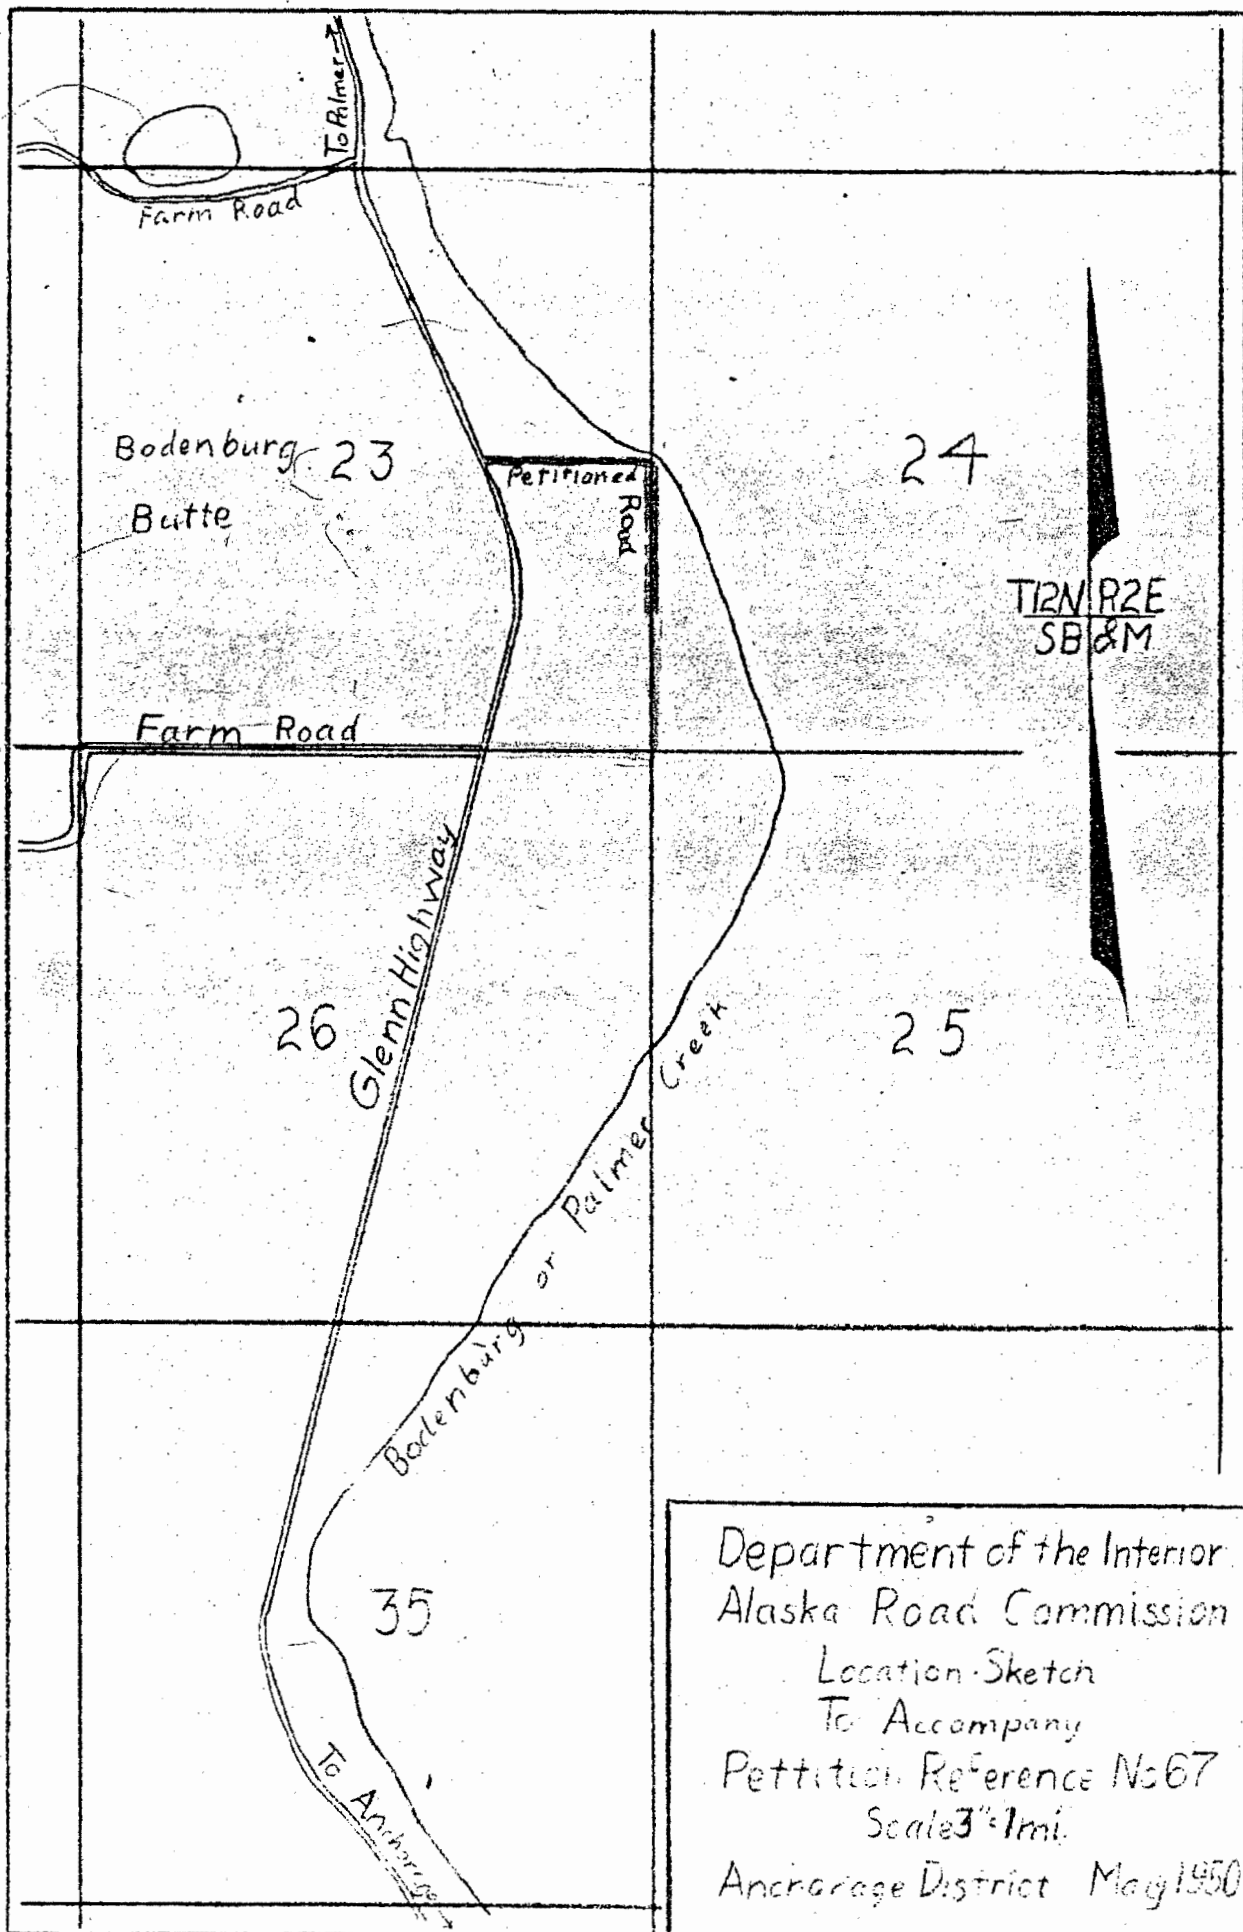 To Palmer
Farm Road
Bodenburg
Butte
23
24
Petitioned
Road
T12N R2E
SB&M
Farm Road
Glenn Highway
26
25
Bodenburg or Palmer Creek
35
To Anchorage
Department of the Interior
Alaska Road Commission
Location Sketch
To Accompany
Pettition Reference No 67
Scale 3"=1mi.
Anchorage District May 1950